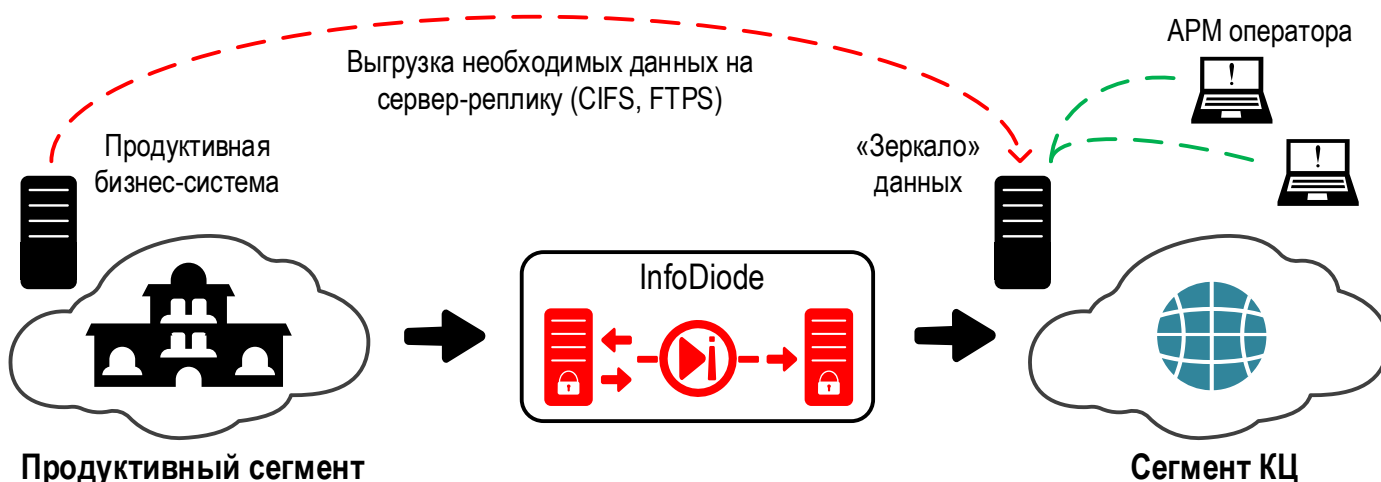 АРМ оператора
Выгрузка необходимых данных на
сервер-реплику (CIFS, FTPS)
Продуктивная
бизнес-система
«Зеркало»
данных
InfoDiode
Продуктивный сегмент
Сегмент КЦ